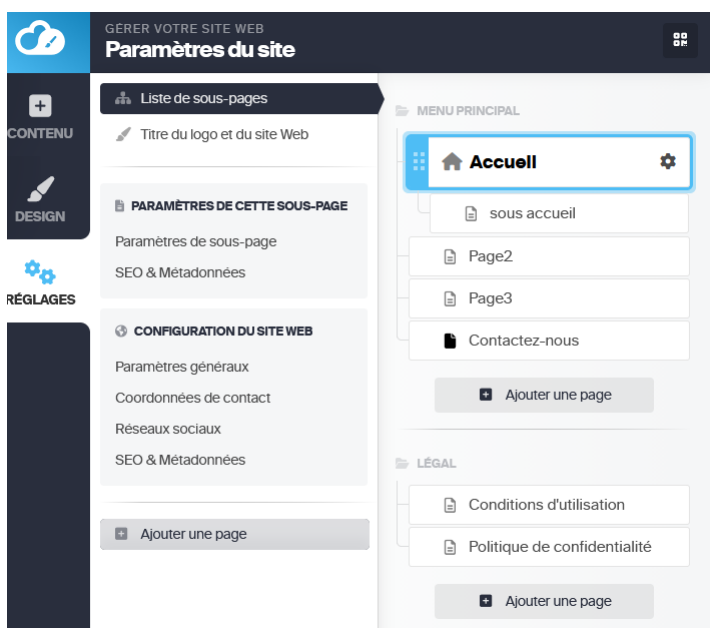 GÉRER VOTRE SITE WEB
Paramètres du site
CONTENU
DESIGN
RÉGLAGES
Liste de sous-pages
Titre du logo et du site Web
PARAMÈTRES DE CETTE SOUS-PAGE
Paramètres de sous-page
SEO & Métadonnées
CONFIGURATION DU SITE WEB
Paramètres généraux
Coordonnées de contact
Réseaux sociaux
SEO & Métadonnées
Ajouter une page
MENU PRINCIPAL
Accueil
sous accueil
Page2
Page3
Contactez-nous
Ajouter une page
LÉGAL
Conditions d'utilisation
Politique de confidentialité
Ajouter une page